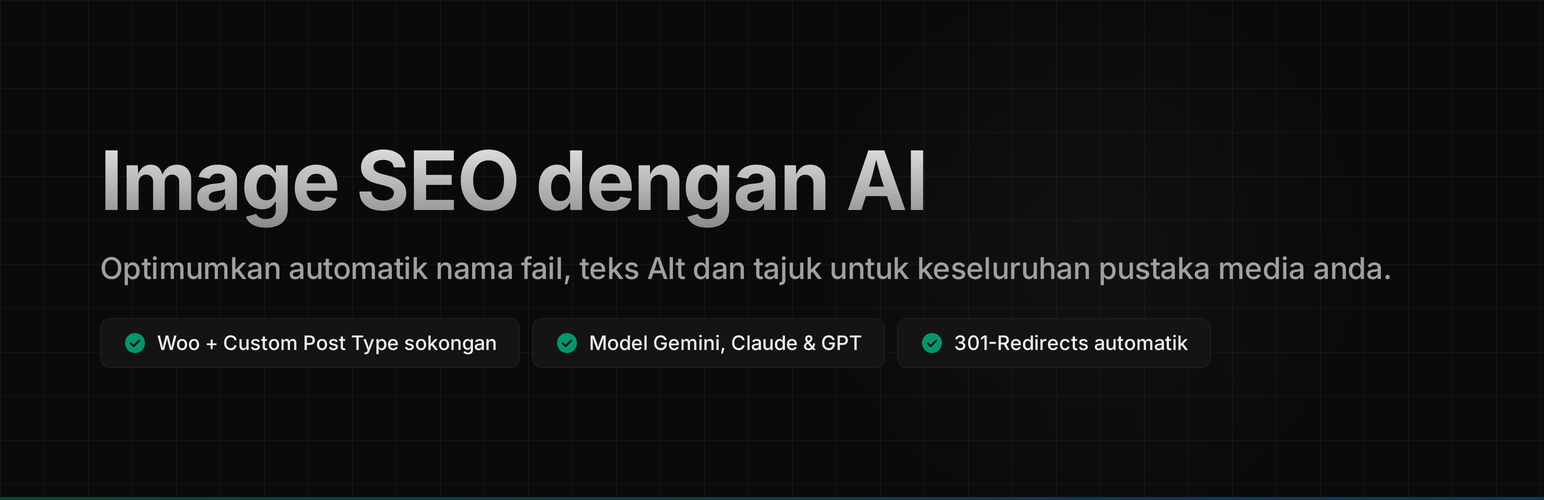 Image SEO dengan AI
Optimumkan automatik nama fail, teks Alt dan tajuk untuk keseluruhan pustaka media anda.
Woo + Custom Post Type sokongan
Model Gemini, Claude & GPT
301-Redirects automatik